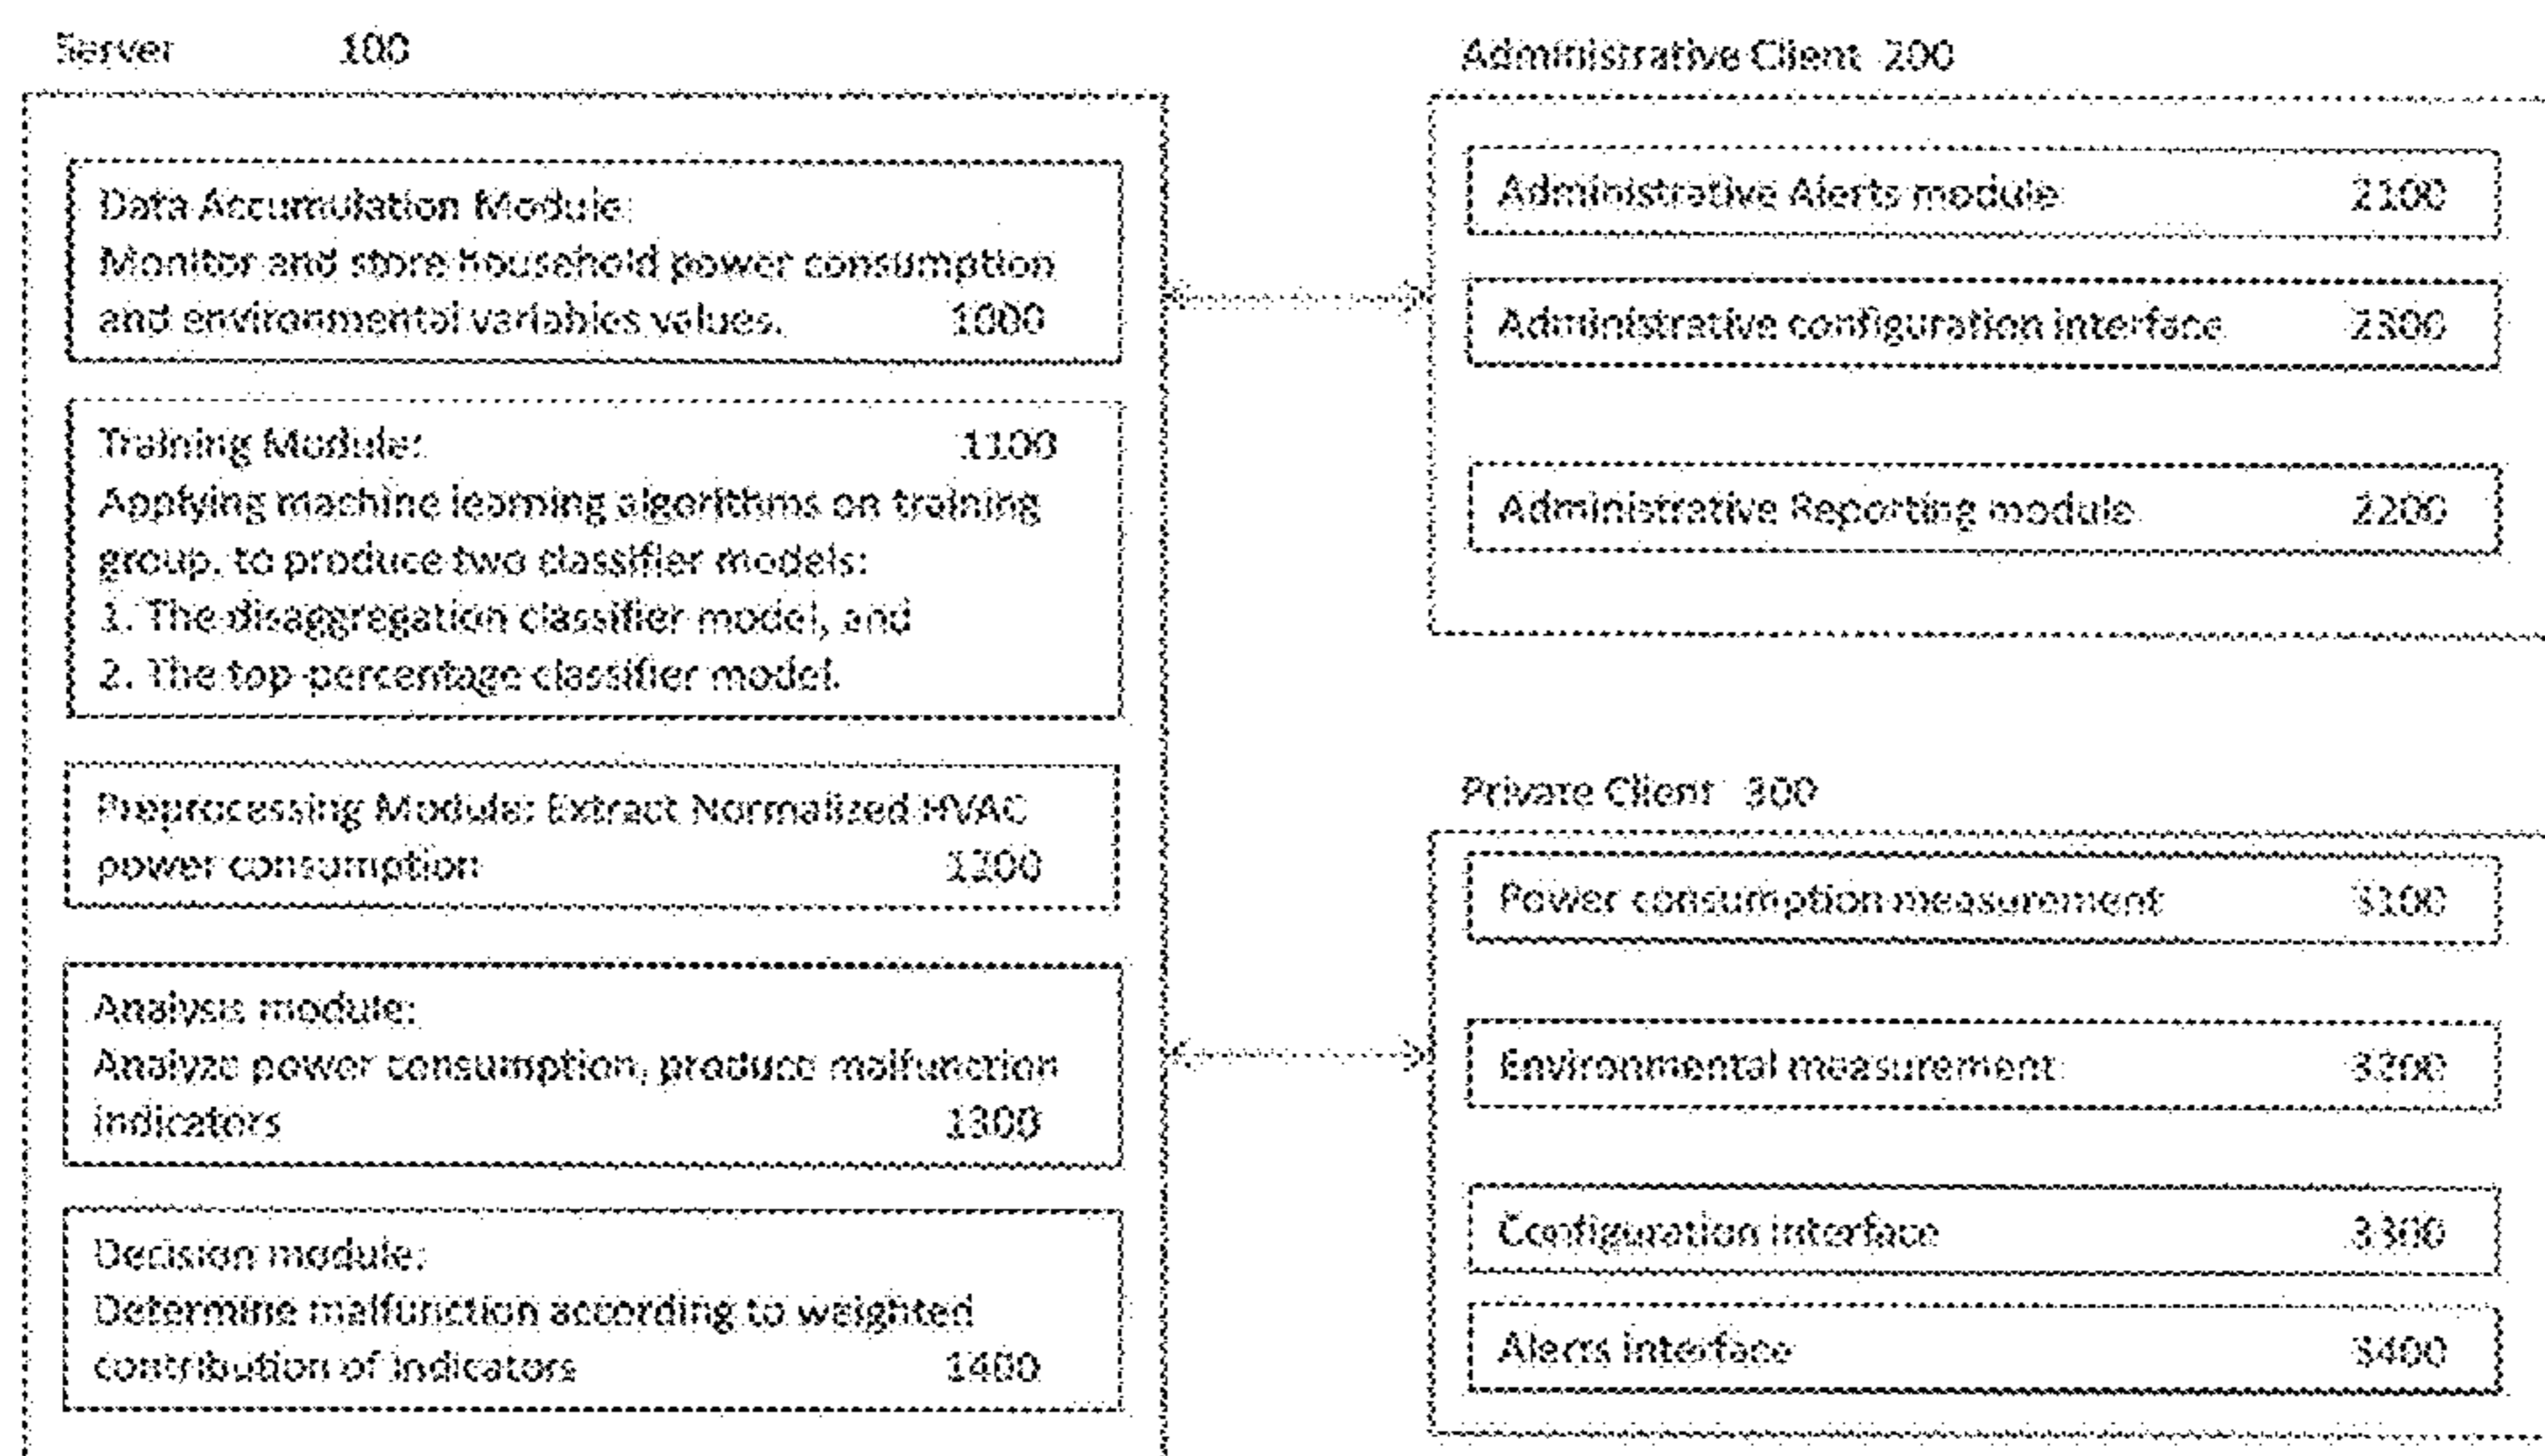 Server 100
Data Accumulation Module:
Monitor and store household power consumption
and environmental variables values. 1000
Training Module: 1100
Applying machine learning algorithms on training
group, to produce two classifier models:
1. The disaggregation classifier model, and
2. The top-percentage classifier model.
Preprocessing Module: Extract Normalized HVAC
power consumption 1200
Analysis module:
Analyze power consumption, produce malfunction
indicators 1300
Decision module:
Determine malfunction according to weighted
contribution of indicators 1400
Administrative Client 200
Administrative Alerts module 2100
Administrative configuration interface 2300
Administrative Reporting module 2200
Private Client 300
Power consumption measurement 3100
Environmental measurement 3200
Configuration interface 3300
Alerts interface 3400